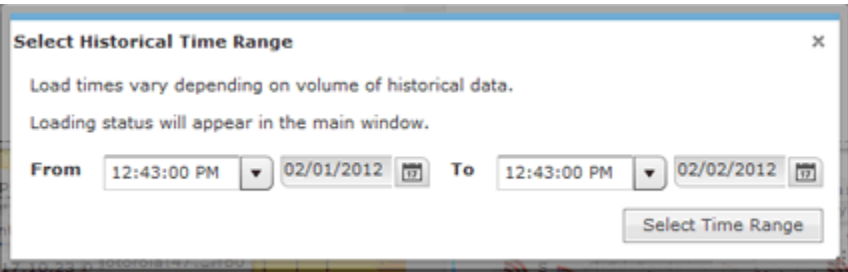 Select Historical Time Range
×
Load times vary depending on volume of historical data.
Loading status will appear in the main window.
From 12:43:00 PM 02/01/2012 17 To 12:43:00 PM 02/02/2012 17
Select Time Range